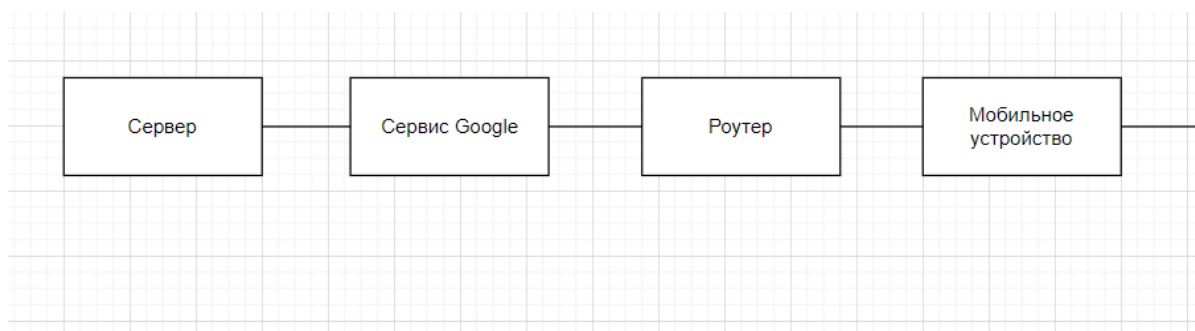 Сервер
Сервис Google
Роутер
Мобильное
устройство